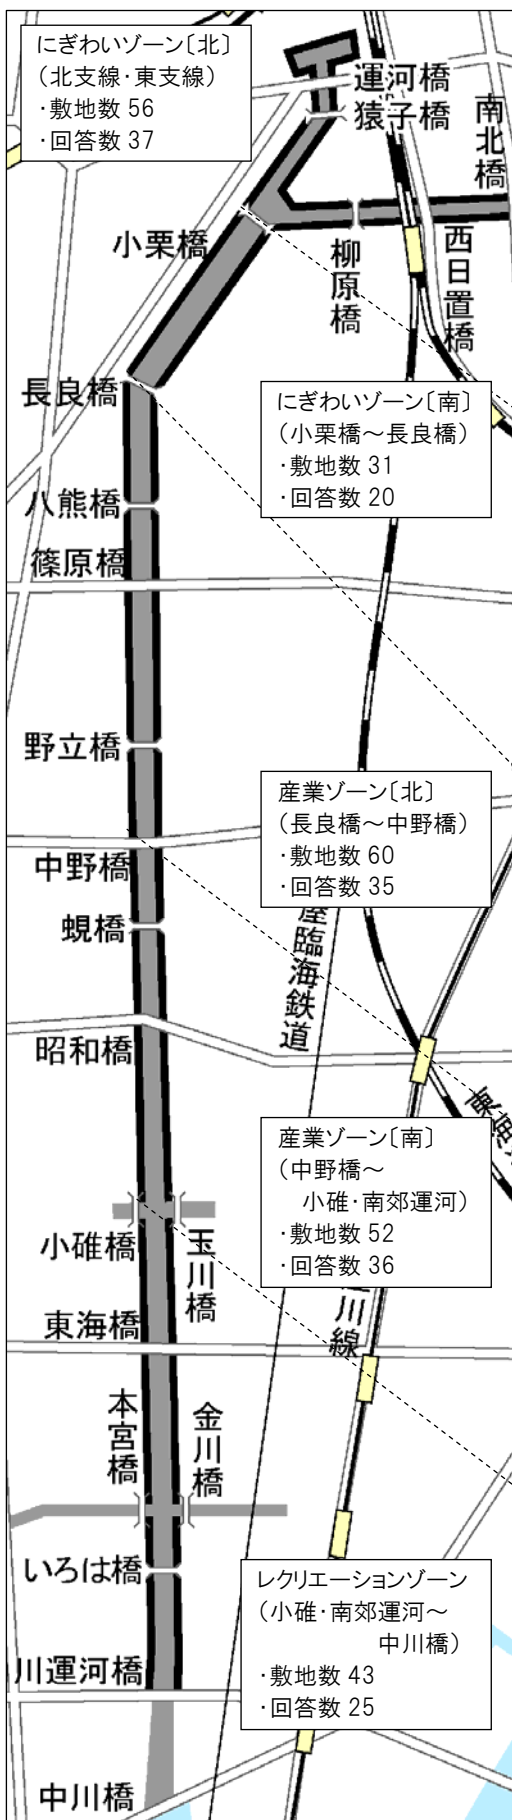 にぎわいゾーン〔北〕
（北支線・東支線）
・敷地数 56
・回答数 37
運河橋
猿子橋
南北橋
小栗橋
柳原橋
西日置橋
長良橋
にぎわいゾーン〔南〕
（小栗橋～長良橋）
・敷地数 31
・回答数 20
八熊橋
篠原橋
野立橋
産業ゾーン〔北〕
（長良橋～中野橋）
・敷地数 60
・回答数 35
中野橋
蜆橋
屋臨海鉄道
昭和橋
東海
産業ゾーン〔南〕
（中野橋～
小碓・南郊運河）
・敷地数 52
・回答数 36
小碓橋
玉川橋
川線
東海橋
本宮橋
金川橋
いろは橋
レクリエーションゾーン
（小碓・南郊運河～
中川橋）
・敷地数 43
・回答数 25
川運河橋
中川橋